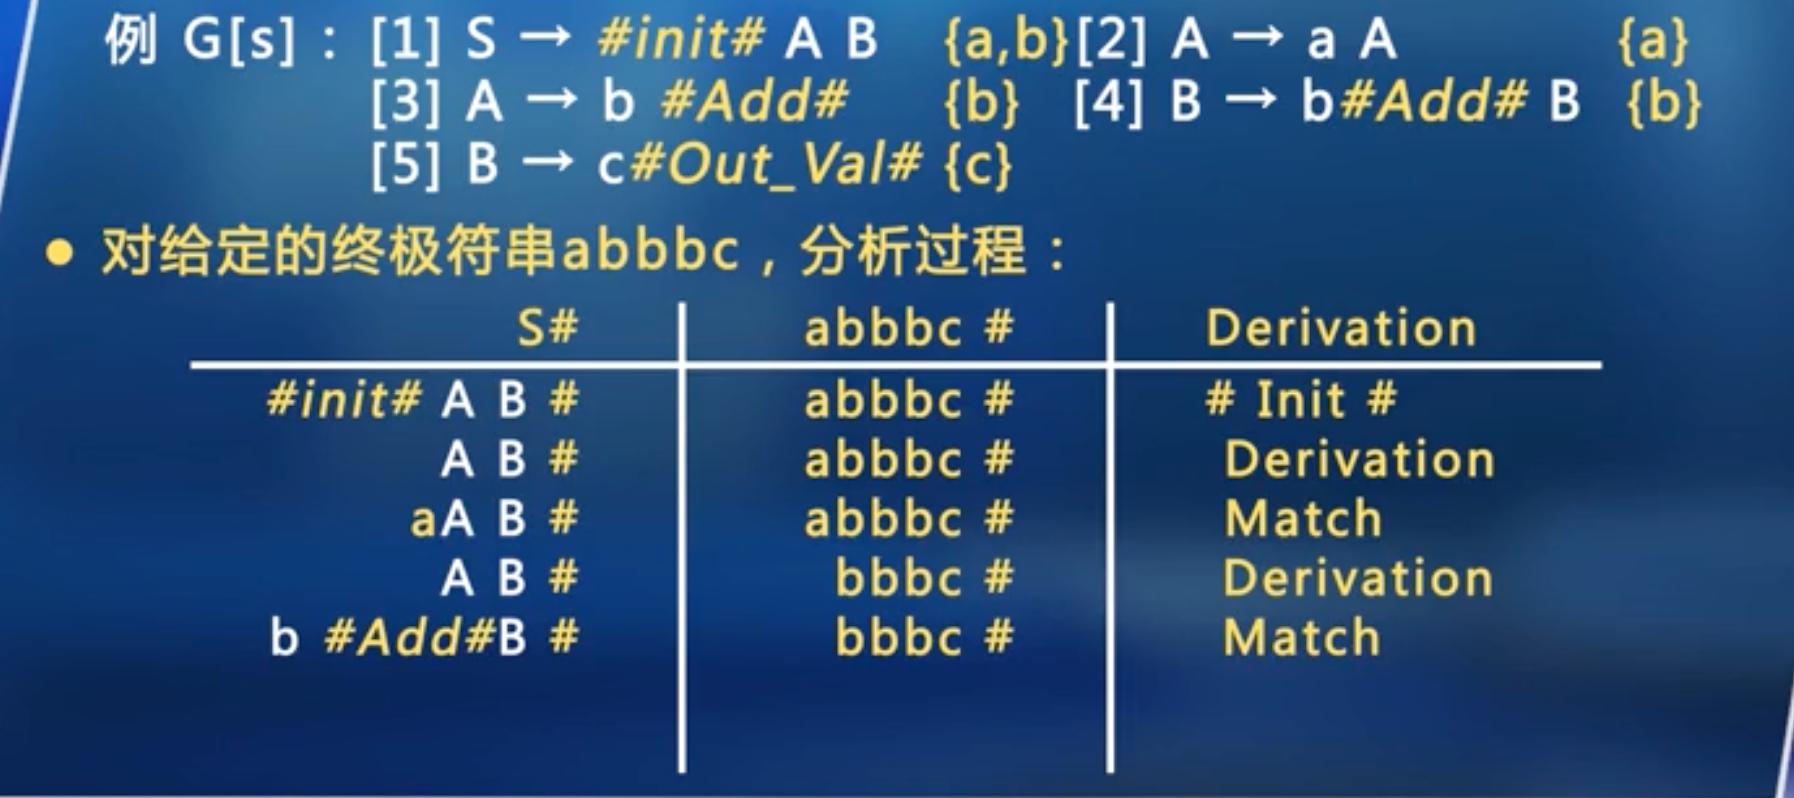 例 G[s]： [1] S → #init# A B {a,b}[2] A → a A {a}
[3] A → b #Add# {b} [4] B → b#Add# B {b}
[5] B → c#Out_Val# {c}
● 对给定的终极符串abbbc，分析过程：
S# abbbc # Derivation
#init# A B # abbbc # # Init #
A B # abbbc # Derivation
aA B # abbbc # Match
A B # bbbc # Derivation
b #Add#B # bbbc # Match